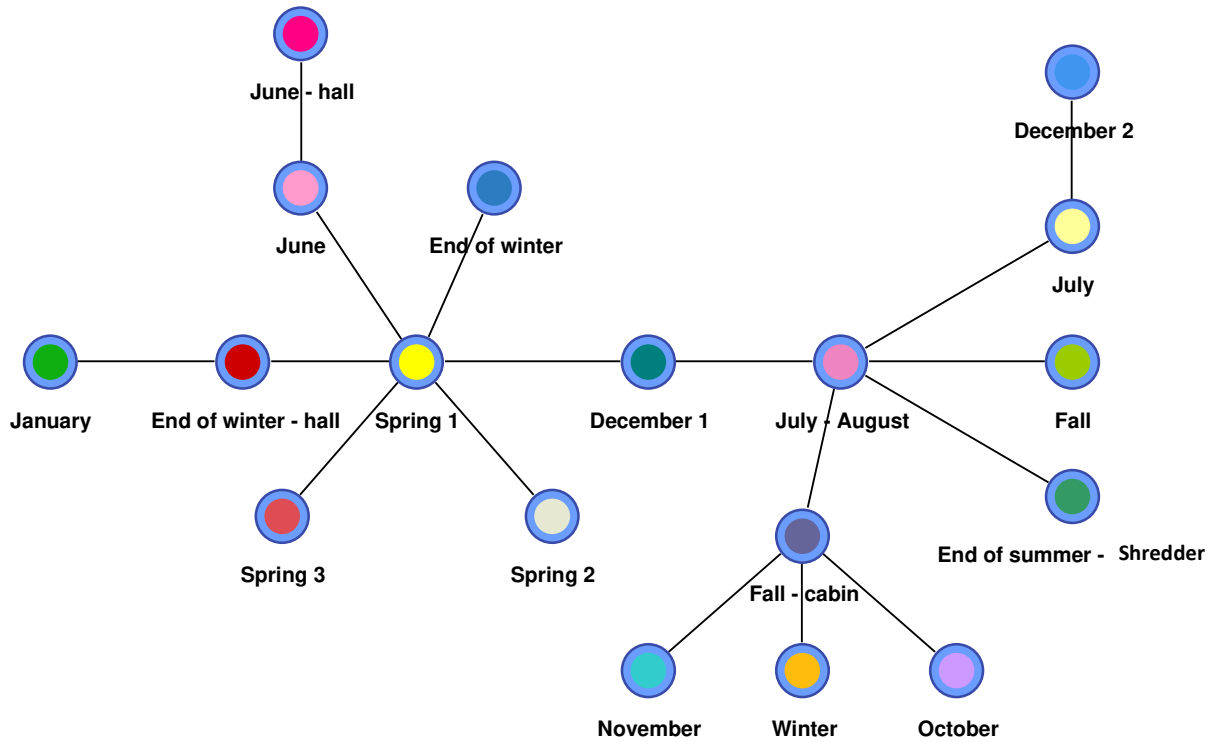 June - hall
December 2
June
End of winter
July
January
End of winter - hall
Spring 1
December 1
July - August
Fall
Spring 3
Spring 2
End of summer - Shredder
Fall - cabin
November
Winter
October